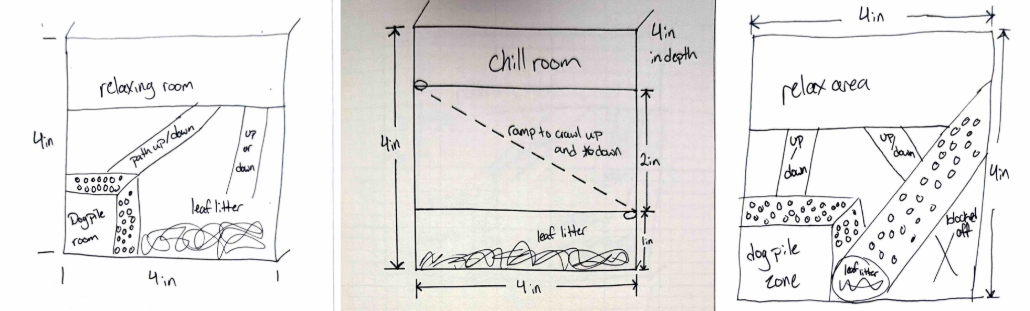 relaxing room
4in
path up/down
up
or
down
Dogpile
room
leaf litter
4in
4in
in depth
chill room
4in
ramp to crawl up
and down
2in
leaf litter
1in
4in
4in
relax area
up
down
up
/down
4in
dog pile
zone
leaf litter
blocked
off